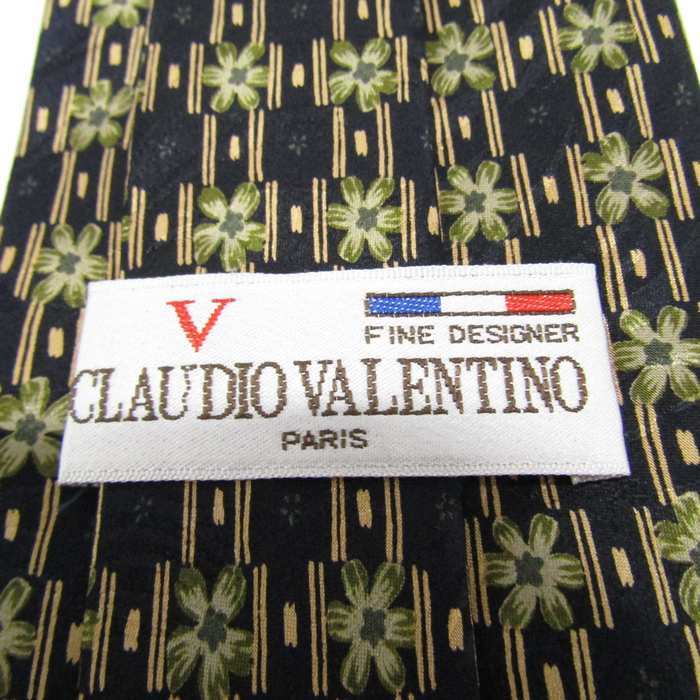 V
FINE DESIGNER
CLAUDIO VALENTINO
PARIS